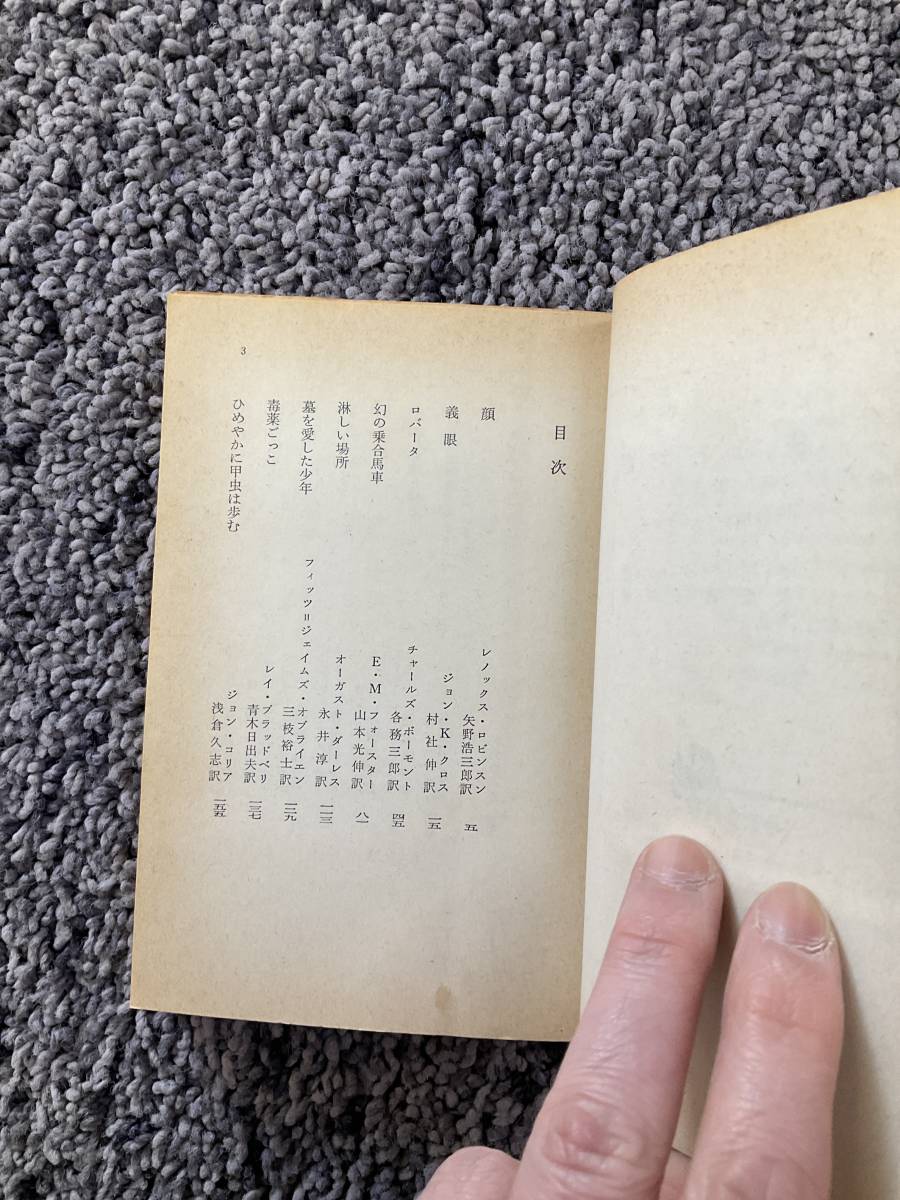 目次
顔
レノックス・ロビンスン
矢野浩三郎訳
五
義眼
ジョン・K・クロス
村社伸訳
一五
ロバータ
チャールズ・ボーモント
各務三郎訳
四五
幻の乗合馬車
E・M・フォースター
山本光伸訳
八一
淋しい場所
オーガスト・ダーレス
永井淳訳
一一三
墓を愛した少年
フィッツ＝ジェイムズ・オブライエン
三枝裕士訳
一二九
毒薬ごっこ
レイ・ブラッドベリ
青木日出夫訳
一三七
ひめやかに甲虫は歩む
ジョン・コリア
浅倉久志訳
一五五
3